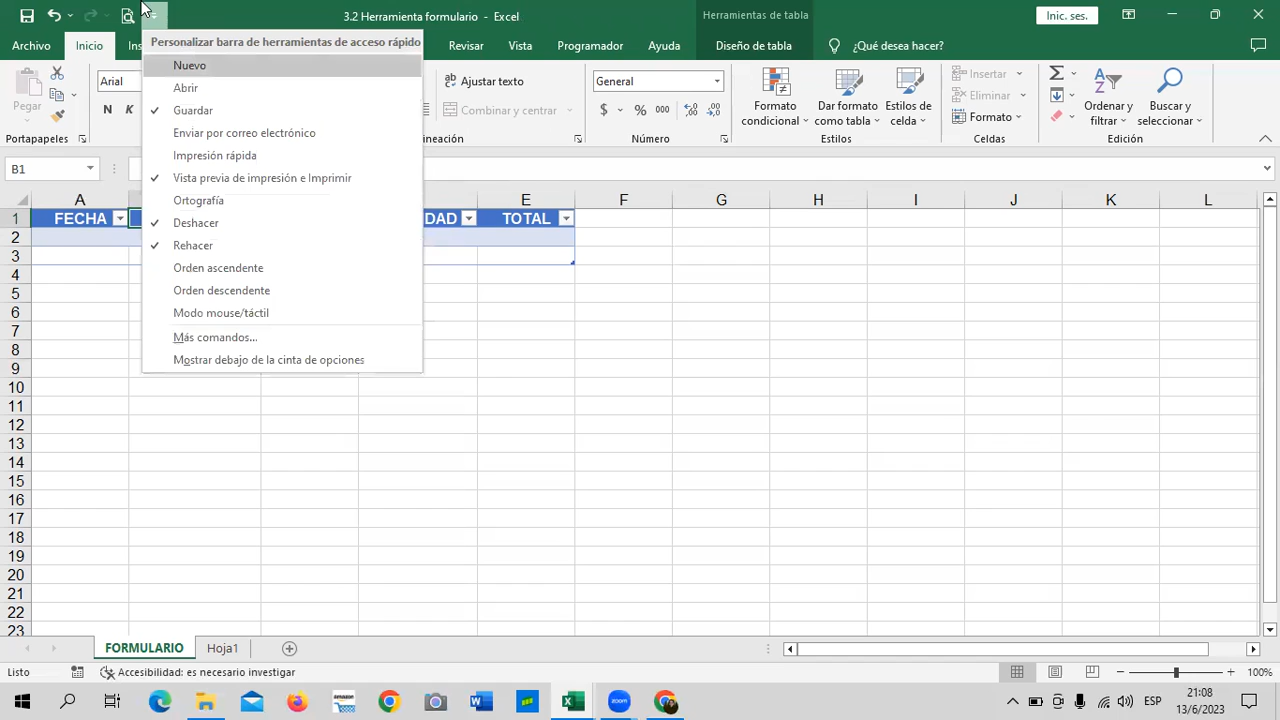 3.2 Herramienta formulario - Excel
Herramientas de tabla
Inic. ses.
Archivo Inicio Ins Revisar Vista Programador Ayuda Diseño de tabla ¿Qué desea hacer?
Personalizar barra de herramientas de acceso rápido
Nuevo
Abrir
Guardar
Enviar por correo electrónico
Impresión rápida
Vista previa de impresión e Imprimir
Ortografía
Deshacer
Rehacer
Orden ascendente
Orden descendente
Modo mouse/táctil
Más comandos...
Mostrar debajo de la cinta de opciones
Pegar
Portapapeles
Arial
N K
Ajustar texto
Combinar y centrar
NEACIÓN
General
$ % 000
Número
Formato condicional
Dar formato como tabla
Estilos de celda
Estilos
Insertar
Eliminar
Formato
Celdas
Ordenar y filtrar
Buscar y seleccionar
Edición
B1
A E F G H I J K L
1 FECHA DAD TOTAL
2
3
4
5
6
7
8
9
10
11
12
13
14
15
16
17
18
19
20
21
22
23
FORMULARIO Hoja1
Listo Accesibilidad: es necesario investigar 100%
ESP 21:08
13/6/2023